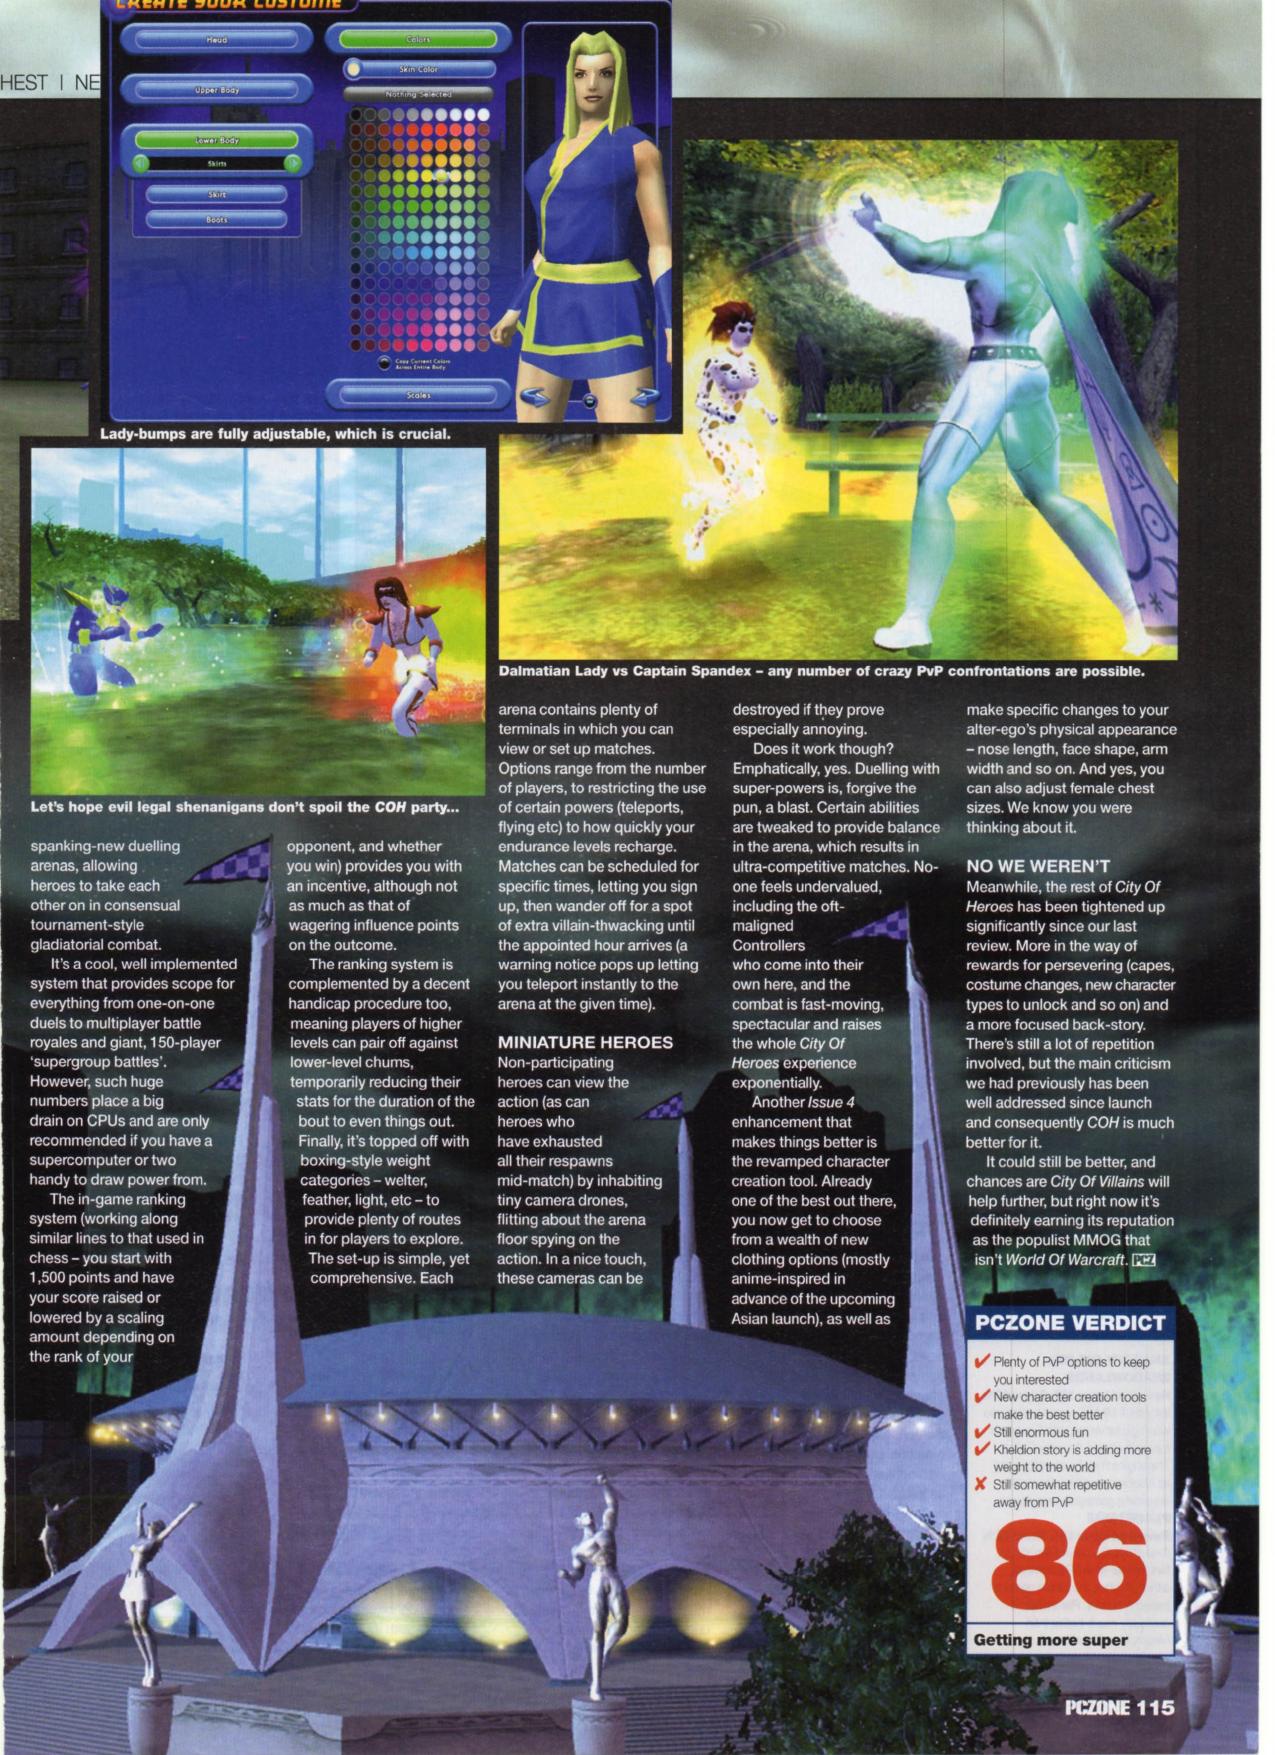 HEST | NE
CREATE YOUR COSTUME
Head
Upper Body
Lower Body
Skirts
Skirt
Boots
Colors
Skin Color
Nothing Selected
Copy Current Colors
Across Entire Body
Scales
Lady-bumps are fully adjustable, which is crucial.
Let's hope evil legal shenanigans don't spoil the COH party...
Dalmatian Lady vs Captain Spandex – any number of crazy PvP confrontations are possible.
spanking-new duelling
arenas, allowing
heroes to take each
other on in consensual
tournament-style
gladiatorial combat.
It's a cool, well implemented
system that provides scope for
everything from one-on-one
duels to multiplayer battle
royales and giant, 150-player
'supergroup battles'.
However, such huge
numbers place a big
drain on CPUs and are only
recommended if you have a
supercomputer or two
handy to draw power from.
The in-game ranking
system (working along
similar lines to that used in
chess – you start with
1,500 points and have
your score raised or
lowered by a scaling
amount depending on
the rank of your
opponent, and whether
you win) provides you with
an incentive, although not
as much as that of
wagering influence points
on the outcome.
The ranking system is
complemented by a decent
handicap procedure too,
meaning players of higher
levels can pair off against
lower-level chums,
temporarily reducing their
stats for the duration of the
bout to even things out.
Finally, it's topped off with
boxing-style weight
categories – welter,
feather, light, etc – to
provide plenty of routes
in for players to explore.
The set-up is simple, yet
comprehensive. Each
arena contains plenty of
terminals in which you can
view or set up matches.
Options range from the number
of players, to restricting the use
of certain powers (teleports,
flying etc) to how quickly your
endurance levels recharge.
Matches can be scheduled for
specific times, letting you sign
up, then wander off for a spot
of extra villain-thwacking until
the appointed hour arrives (a
warning notice pops up letting
you teleport instantly to the
arena at the given time).
MINIATURE HEROES
Non-participating
heroes can view the
action (as can
heroes who
have exhausted
all their respawns
mid-match) by inhabiting
tiny camera drones,
flitting about the arena
floor spying on the
action. In a nice touch,
these cameras can be
destroyed if they prove
especially annoying.
Does it work though?
Emphatically, yes. Duelling with
super-powers is, forgive the
pun, a blast. Certain abilities
are tweaked to provide balance
in the arena, which results in
ultra-competitive matches. No-
one feels undervalued,
including the oft-
maligned
Controllers
who come into their
own here, and the
combat is fast-moving,
spectacular and raises
the whole City Of
Heroes experience
exponentially.
Another Issue 4
enhancement that
makes things better is
the revamped character
creation tool. Already
one of the best out there,
you now get to choose
from a wealth of new
clothing options (mostly
anime-inspired in
advance of the upcoming
Asian launch), as well as
make specific changes to your
alter-ego's physical appearance
– nose length, face shape, arm
width and so on. And yes, you
can also adjust female chest
sizes. We know you were
thinking about it.
NO WE WEREN'T
Meanwhile, the rest of City Of
Heroes has been tightened up
significantly since our last
review. More in the way of
rewards for persevering (capes,
costume changes, new character
types to unlock and so on) and
a more focused back-story.
There's still a lot of repetition
involved, but the main criticism
we had previously has been
well addressed since launch
and consequently COH is much
better for it.
It could still be better, and
chances are City Of Villains will
help further, but right now it's
definitely earning its reputation
as the populist MMOG that
isn't World Of Warcraft. PCZ
PCZONE VERDICT
✔ Plenty of PvP options to keep
you interested
✔ New character creation tools
make the best better
✔ Still enormous fun
✔ Kheldion story is adding more
weight to the world
✘ Still somewhat repetitive
away from PvP
86
Getting more super
PCZONE 115